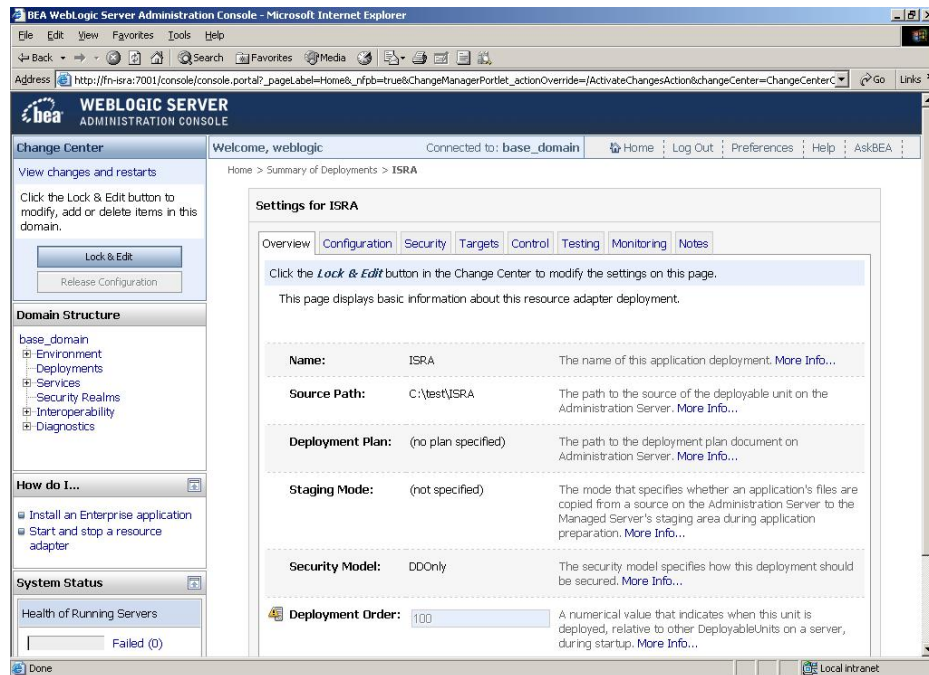 BEA WebLogic Server Administration Console - Microsoft Internet Explorer
File Edit View Favorites Tools Help
Back Search Favorites Media
Address http://fn-isra:7001/console/console.portal?_pageLabel=Home&_nfpb=true&ChangeManagerPortlet_actionOverride=/ActivateChangesAction&changeCenter=ChangeCenterC Go Links
bea WEBLOGIC SERVER
ADMINISTRATION CONSOLE
Change Center
View changes and restarts
Click the Lock & Edit button to
modify, add or delete items in this
domain.
Lock & Edit
Release Configuration
Domain Structure
base_domain
Environment
Deployments
Services
Security Realms
Interoperability
Diagnostics
How do I...
Install an Enterprise application
Start and stop a resource
adapter
System Status
Health of Running Servers
Failed (0)
Welcome, weblogic Connected to: base_domain Home Log Out Preferences Help AskBEA
Home > Summary of Deployments > ISRA
Settings for ISRA
Overview Configuration Security Targets Control Testing Monitoring Notes
Click the Lock & Edit button in the Change Center to modify the settings on this page.
This page displays basic information about this resource adapter deployment.
Name: ISRA The name of this application deployment. More Info...
Source Path: C:\test\ISRA The path to the source of the deployable unit on the
Administration Server. More Info...
Deployment Plan: (no plan specified) The path to the deployment plan document on
Administration Server. More Info...
Staging Mode: (not specified) The mode that specifies whether an application's files are
copied from a source on the Administration Server to the
Managed Server's staging area during application
preparation. More Info...
Security Model: DDOnly The security model specifies how this deployment should
be secured. More Info...
Deployment Order: 100 A numerical value that indicates when this unit is
deployed, relative to other DeployableUnits on a server,
during startup. More Info...
Done Local intranet